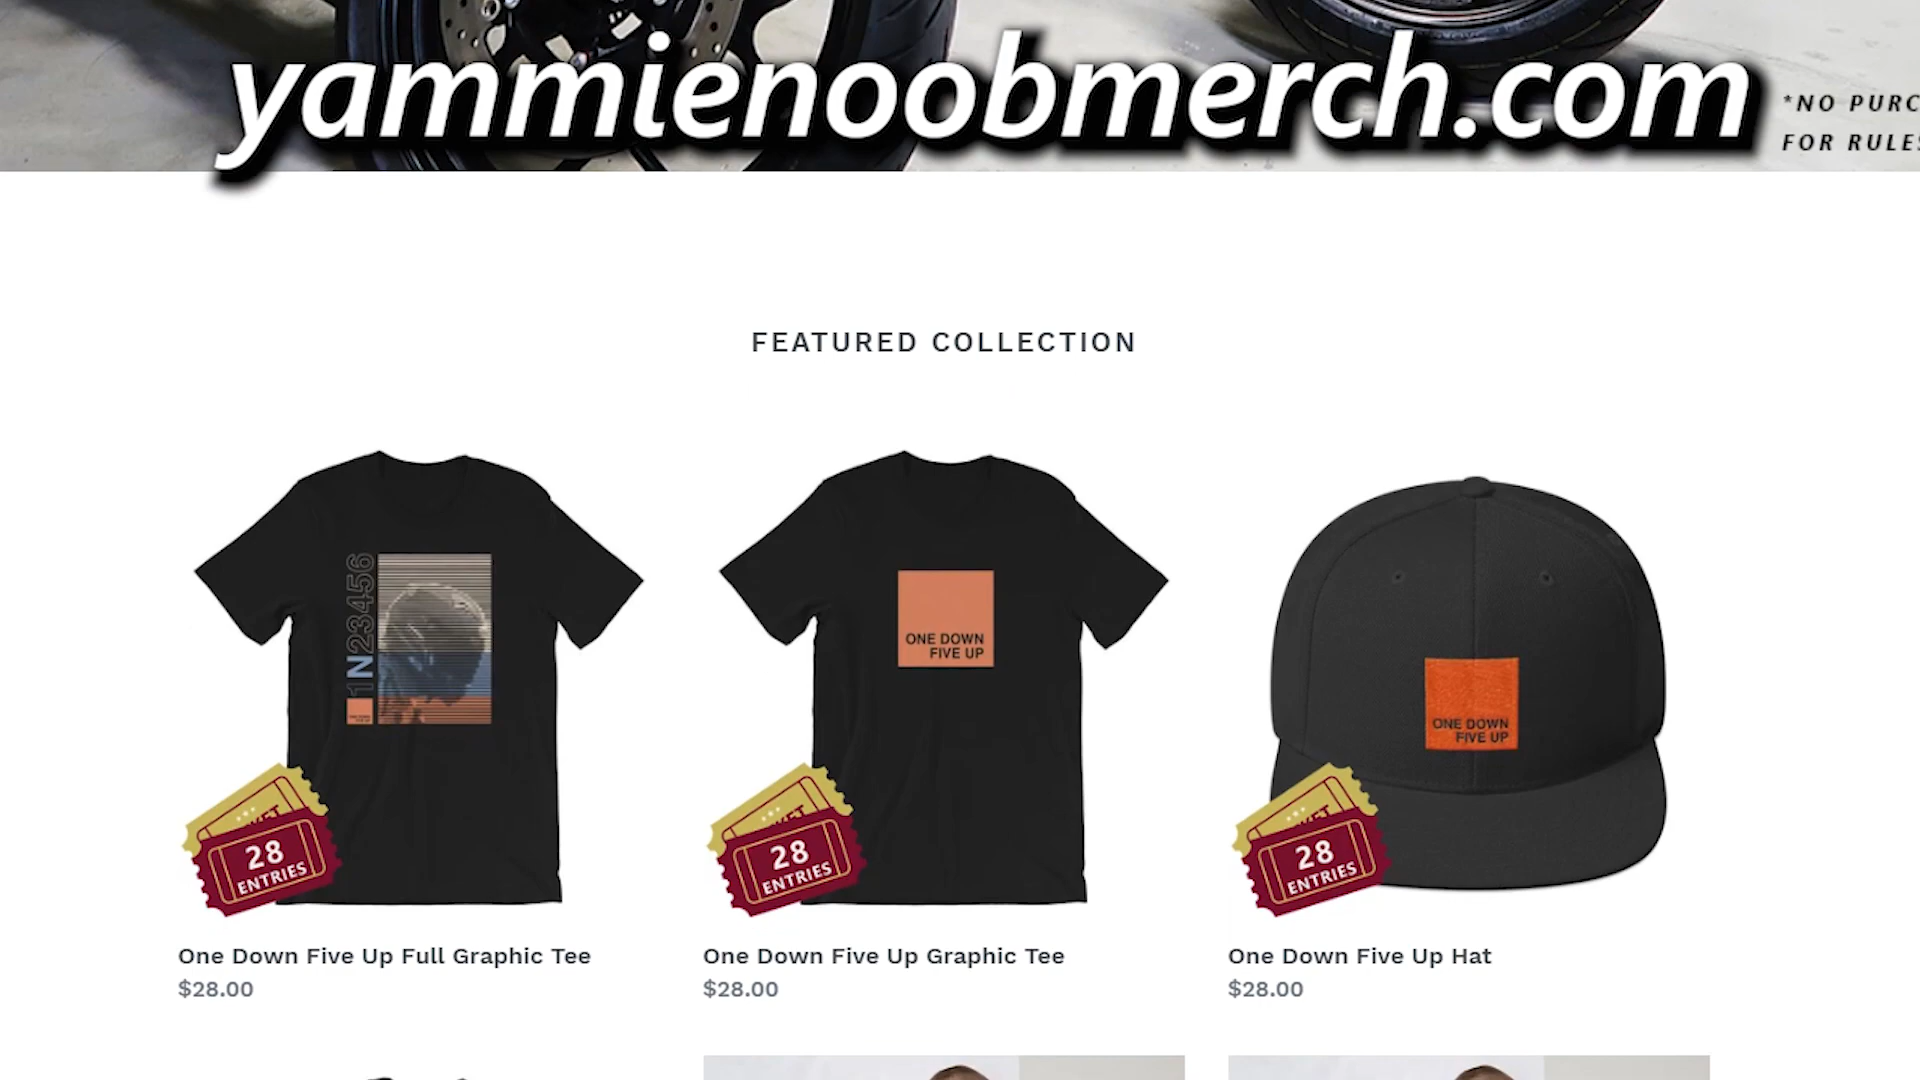 yammienoobmerch.com
*NO PURC
FOR RULES
FEATURED COLLECTION
1N23456
ONE DOWN
FIVE UP
ONE DOWN
FIVE UP
28
ENTRIES
28
ENTRIES
28
ENTRIES
One Down Five Up Full Graphic Tee
$28.00
One Down Five Up Graphic Tee
$28.00
One Down Five Up Hat
$28.00